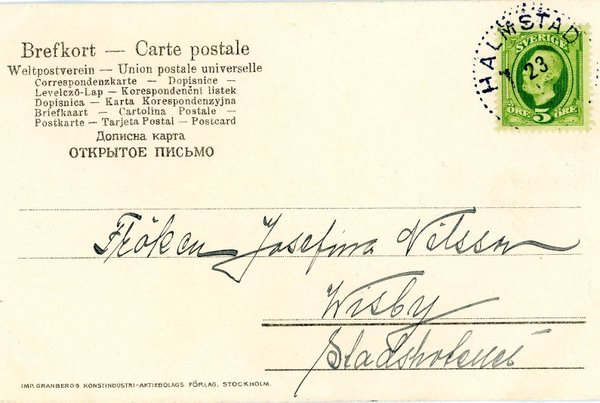 Brefkort — Carte postale
Weltpostverein — Union postale universelle
Correspondenzkarte — Dopisnice —
Levelező-Lap — Korespondenční listek
Dopisnica — Karta Korespondenzyjna
Briefkaart — Cartolina Postale —
Postkarte — Tarjeta Postal — Postcard
Дописна карта
ОТКРЫТОЕ ПИСЬМО
HALMSTAD
23
SVERIGE
ÖRE 5 ÖRE
Fröken Josefina Nilsson
Wisby
Stadshotellet
IMP. GRANBERGS KONSTINDUSTRI-AKTIEBOLAGS FÖRLAG, STOCKHOLM.